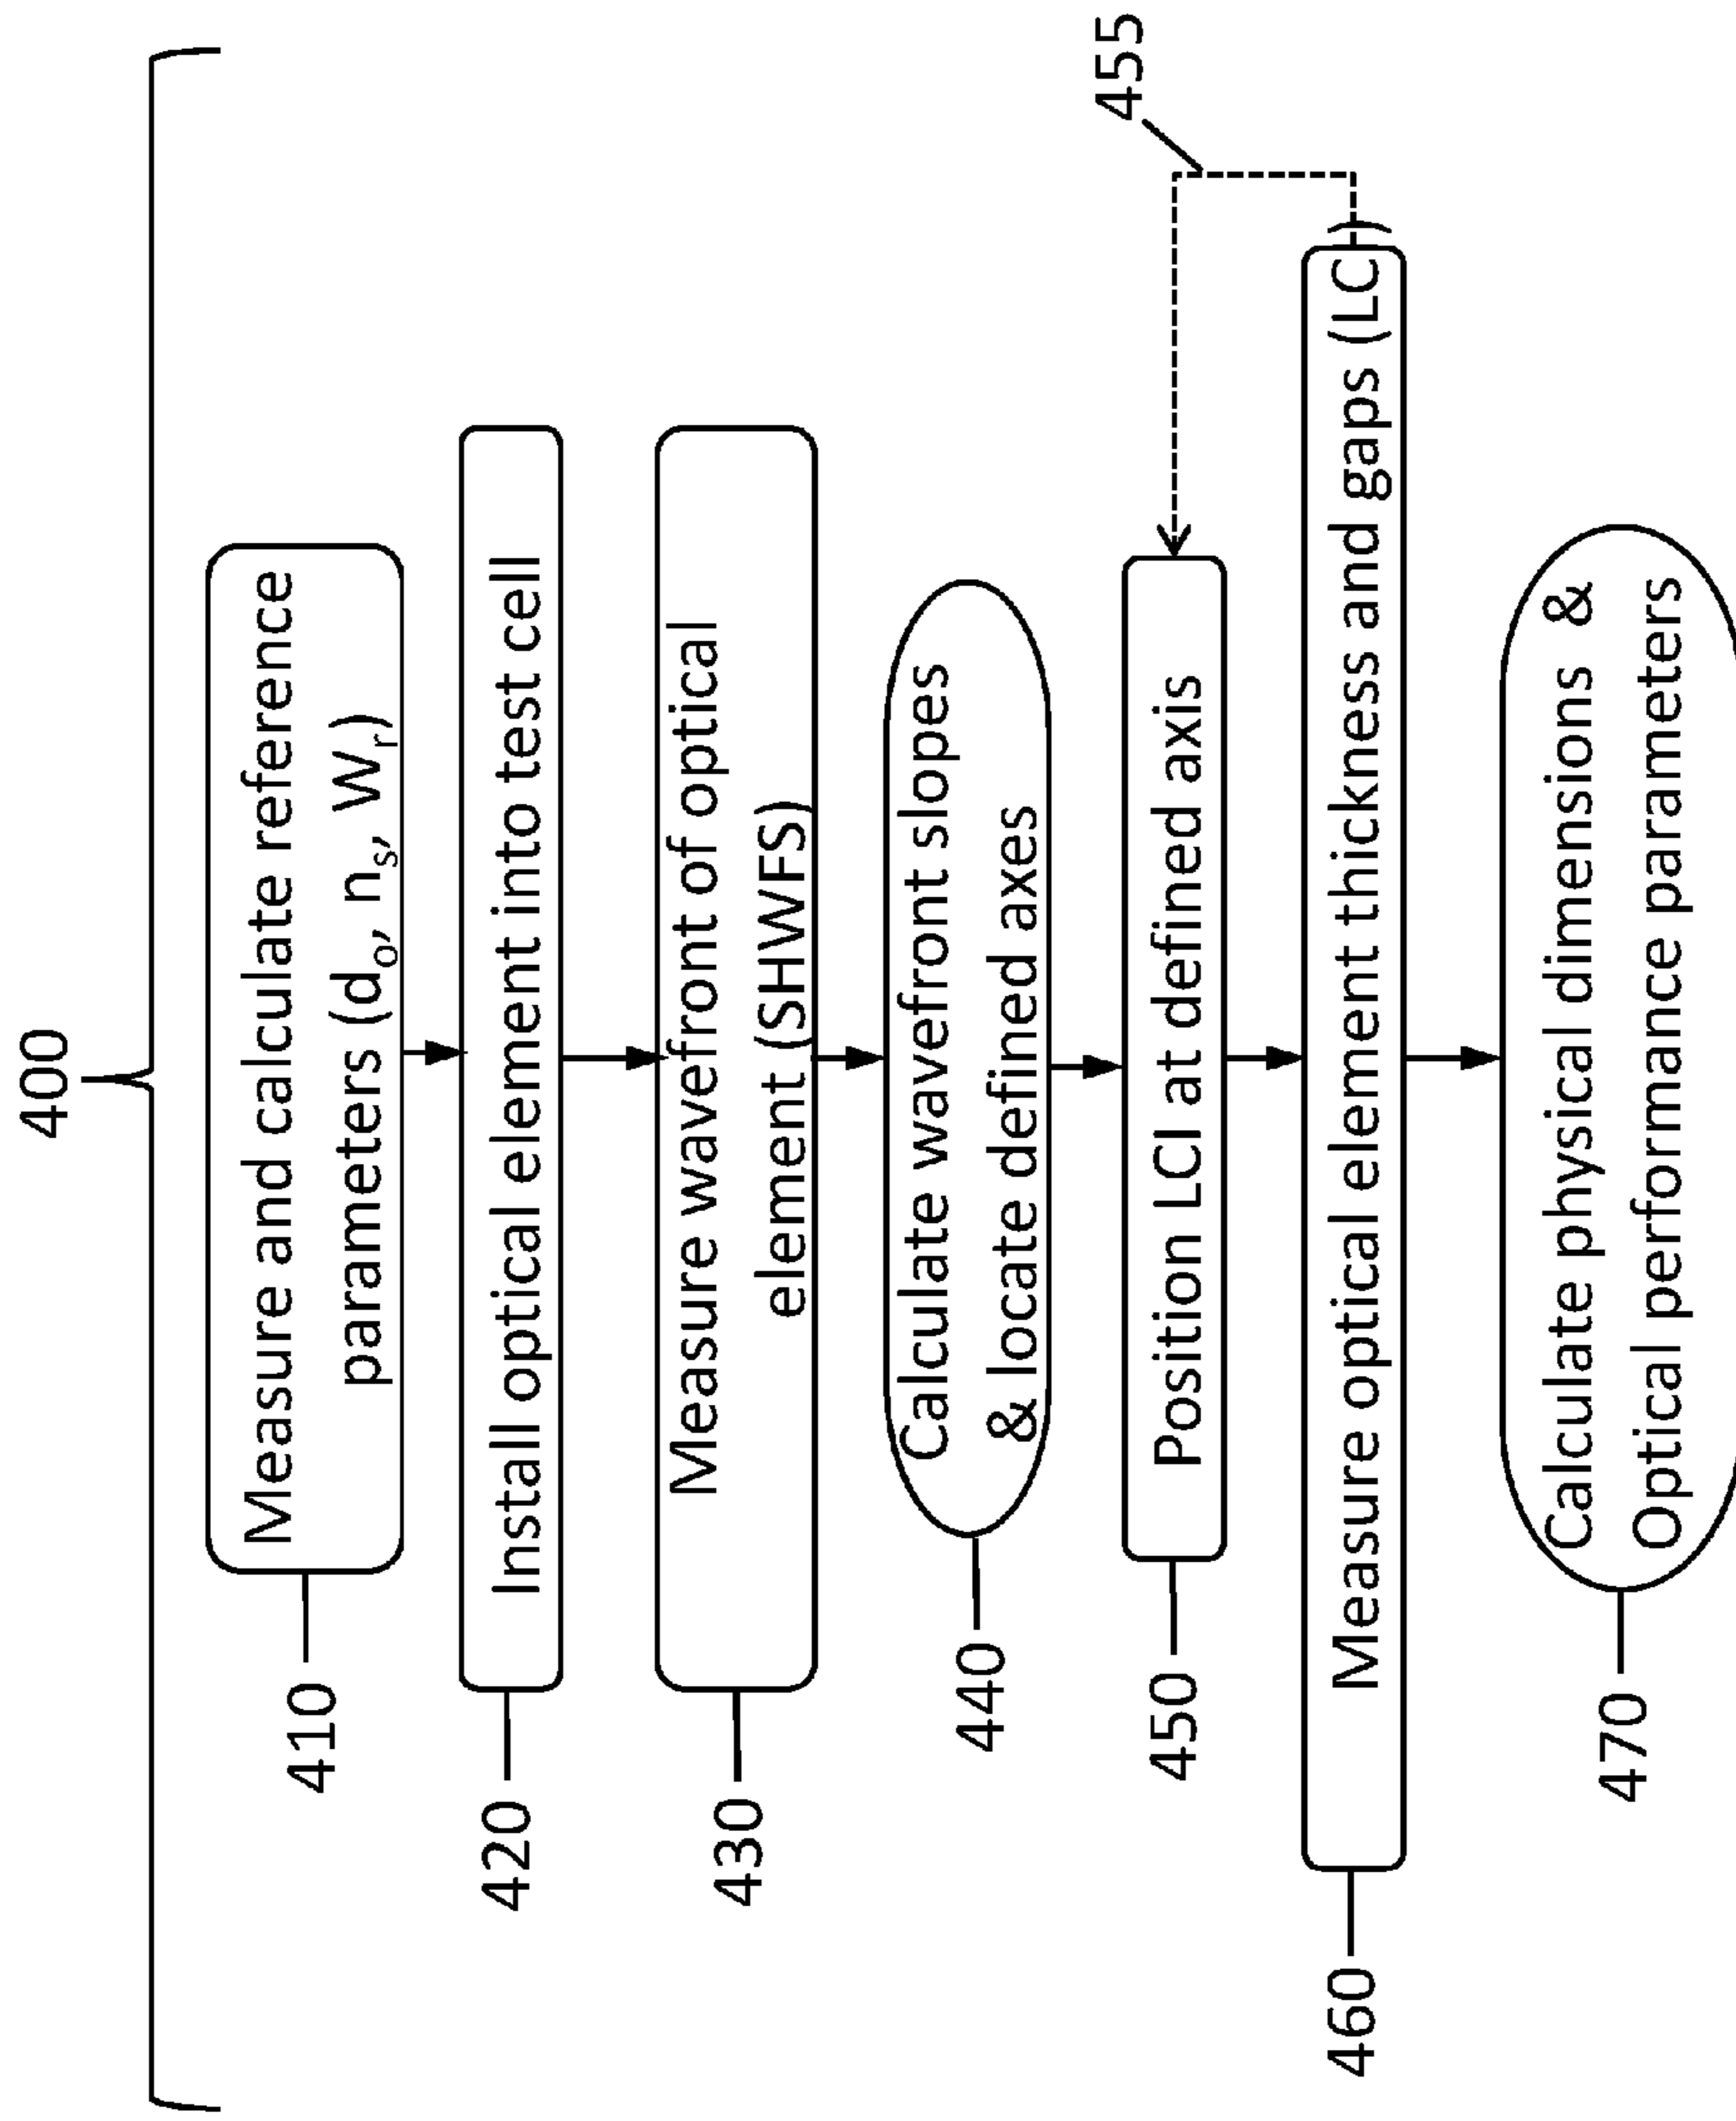 400
410
Measure and calculate reference
parameters (do, ns, Wr)
420
Install optical element into test cell
430
Measure wavefront of optical
element (SHWFS)
440
Calculate wavefront slopes
& locate defined axes
450
Position LCI at defined axis
455
460
Measure optical element thickness and gaps (LCI)
470
Calculate physical dimensions &
Optical performance parameters